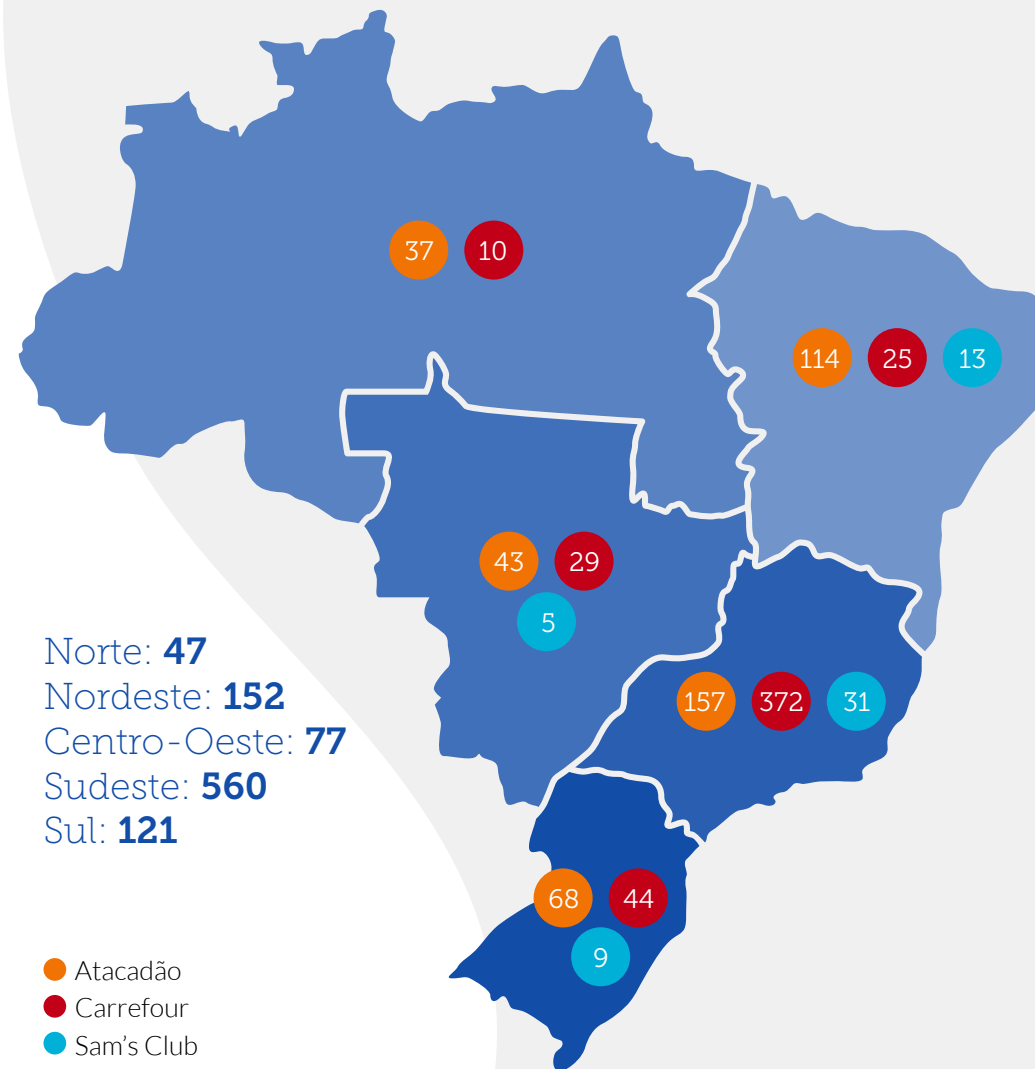 37 10
114 25 13
43 29
5
Norte: 47
Nordeste: 152
Centro-Oeste: 77
Sudeste: 560
Sul: 121
157 372 31
68 44
9
Atacadão
Carrefour
Sam's Club